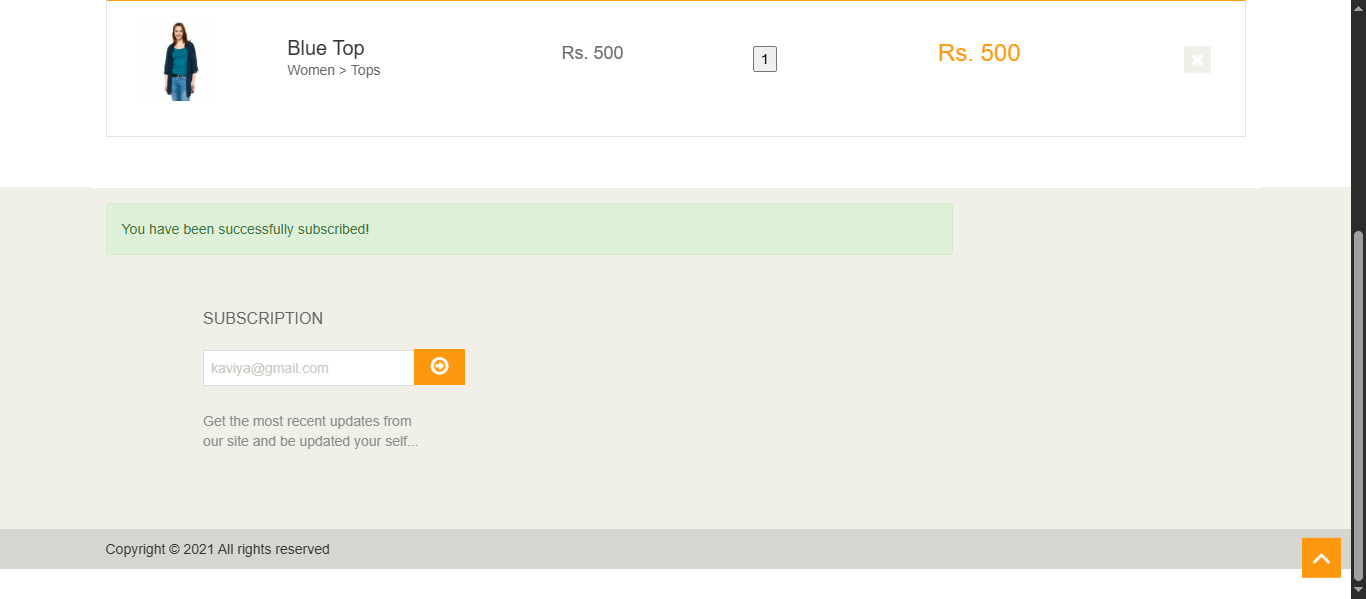 Blue Top
Women > Tops
Rs. 500
1
Rs. 500
You have been successfully subscribed!
SUBSCRIPTION
kaviya@gmail.com
Get the most recent updates from
our site and be updated your self...
Copyright © 2021 All rights reserved